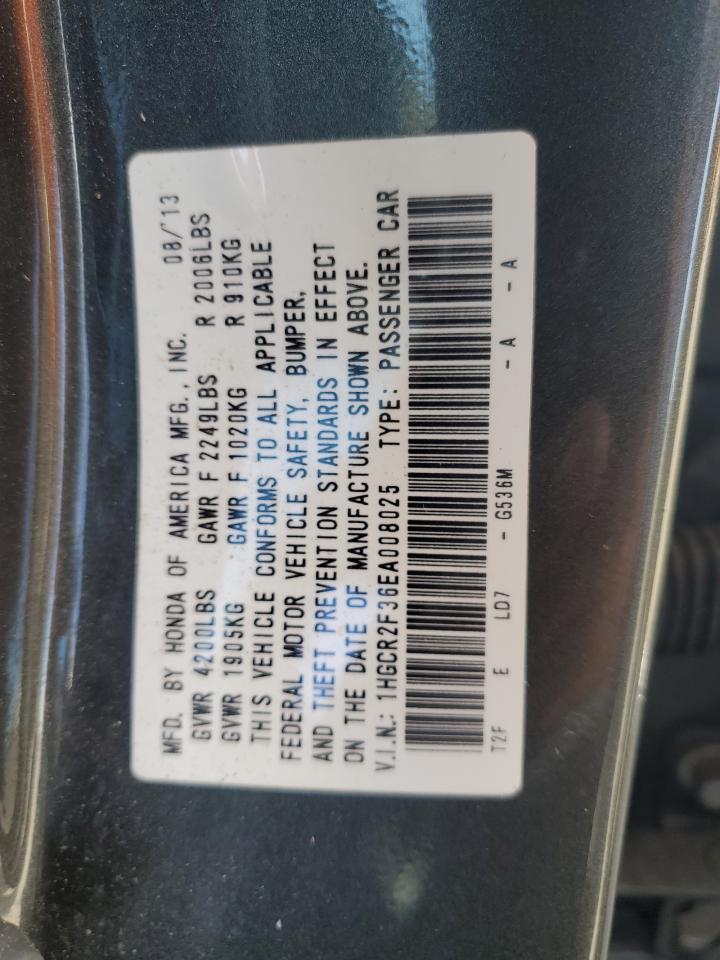 MFD. BY HONDA OF AMERICA MFG., INC. 08/'13
GVWR 4200LBS GAWR F 2249LBS R 2006LBS
GVWR 1905KG GAWR F 1020KG R 910KG
THIS VEHICLE CONFORMS TO ALL APPLICABLE
FEDERAL MOTOR VEHICLE SAFETY, BUMPER,
AND THEFT PREVENTION STANDARDS IN EFFECT
ON THE DATE OF MANUFACTURE SHOWN ABOVE.
V.I.N.: 1HGCR2F36EA008025 TYPE: PASSENGER CAR
T2F E LD7 - G536M - A - A